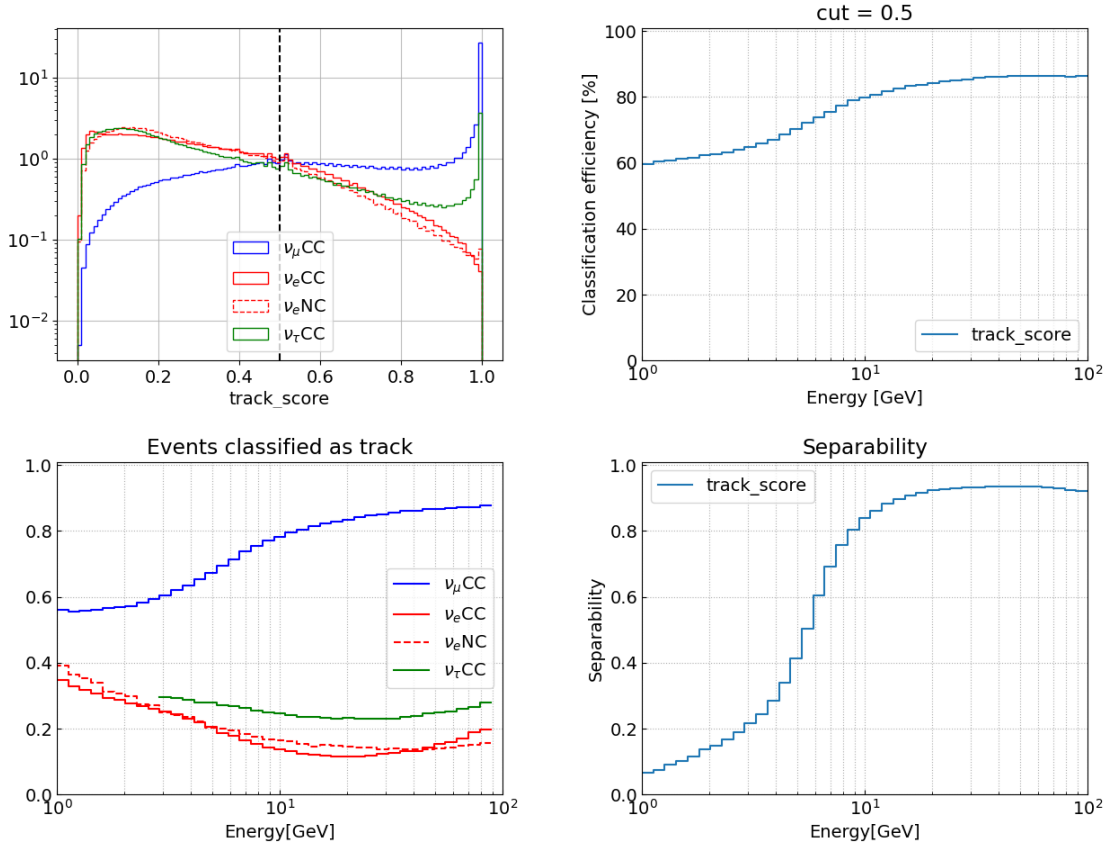 10¹
10⁰
10⁻¹
10⁻²
ν_μCC
ν_eCC
ν_eNC
ν_τCC
0.0 0.2 0.4 0.6 0.8 1.0
track_score
cut = 0.5
100
80
60
40
20
0
Classification efficiency [%]
track_score
10⁰ 10¹ 10²
Energy [GeV]
Events classified as track
1.0
0.8
0.6
0.4
0.2
0.0
ν_μCC
ν_eCC
ν_eNC
ν_τCC
10⁰ 10¹ 10²
Energy[GeV]
Separability
1.0
0.8
0.6
0.4
0.2
0.0
Separability
track_score
10⁰ 10¹ 10²
Energy[GeV]